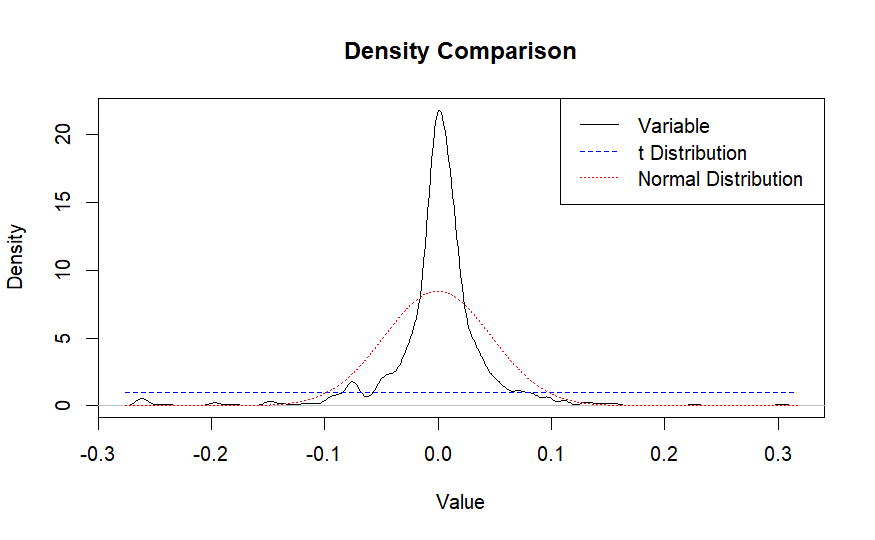 Density Comparison
Variable
t Distribution
Normal Distribution
Density
20
15
10
5
0
-0.3 -0.2 -0.1 0.0 0.1 0.2 0.3
Value